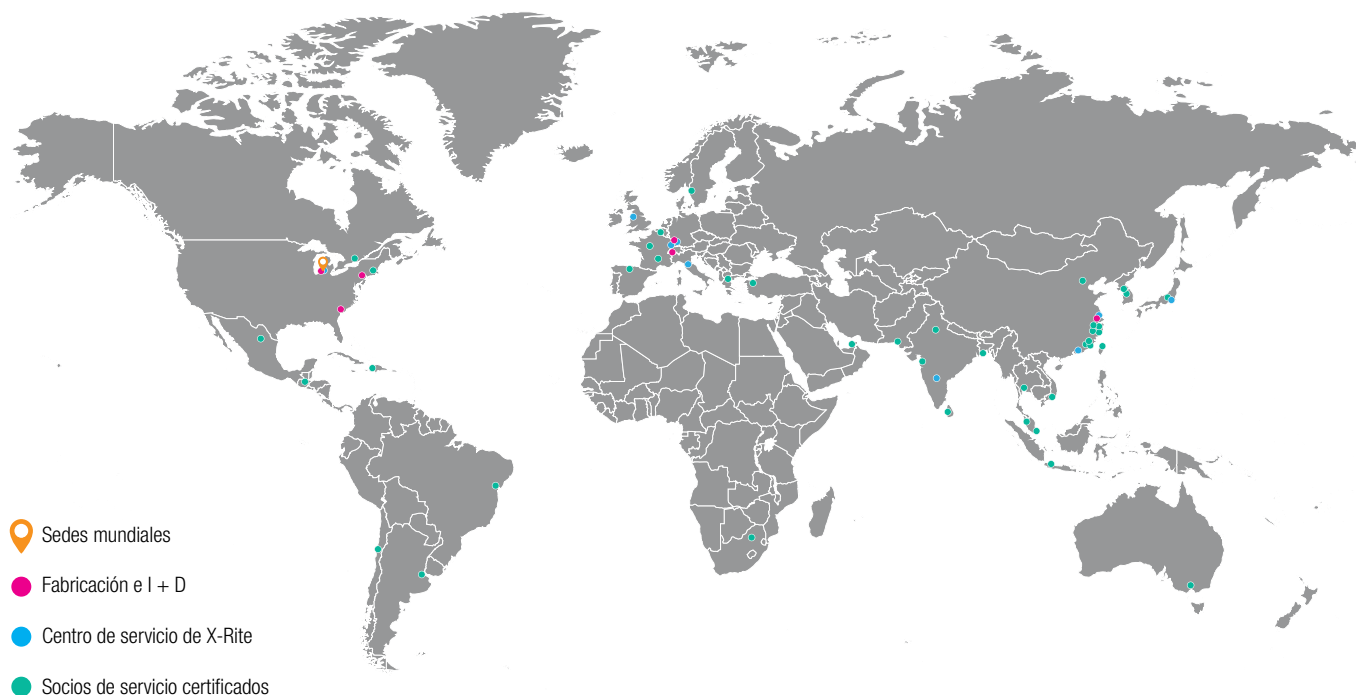 Sedes mundiales
Fabricación e I + D
Centro de servicio de X-Rite
Socios de servicio certificados